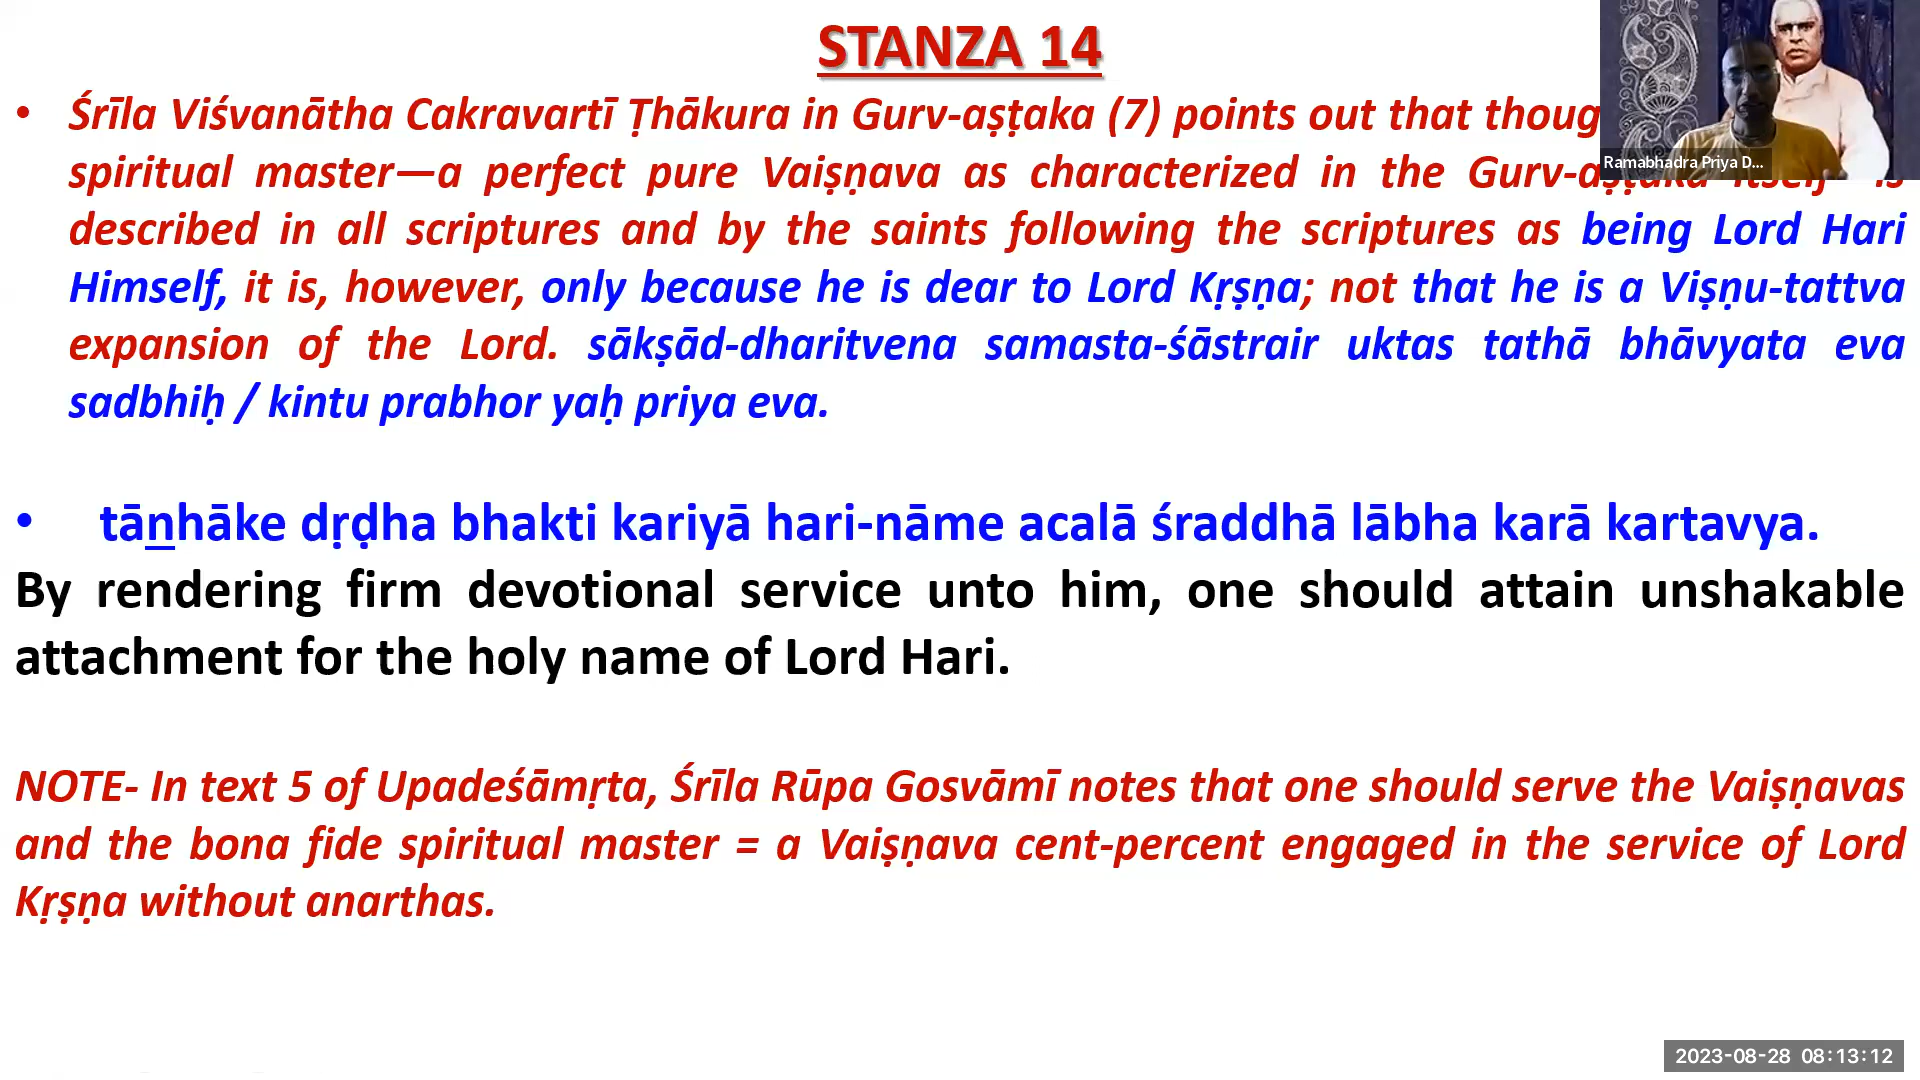 STANZA 14
• Śrīla Viśvanātha Cakravartī Ṭhākura in Gurv-aṣṭaka (7) points out that thoug
Ramabhadra Priya D...
spiritual master—a perfect pure Vaiṣṇava as characterized in the Gurv-aṣṭaka itself is
described in all scriptures and by the saints following the scriptures as being Lord Hari
Himself, it is, however, only because he is dear to Lord Kṛṣṇa; not that he is a Viṣṇu-tattva
expansion of the Lord. sākṣād-dharitvena samasta-śāstrair uktas tathā bhāvyata eva
sadbhiḥ / kintu prabhor yaḥ priya eva.
• tāṉhāke dṛḍha bhakti kariyā hari-nāme acalā śraddhā lābha karā kartavya.
By rendering firm devotional service unto him, one should attain unshakable
attachment for the holy name of Lord Hari.
NOTE- In text 5 of Upadeśāmṛta, Śrīla Rūpa Gosvāmī notes that one should serve the Vaiṣṇavas
and the bona fide spiritual master = a Vaiṣṇava cent-percent engaged in the service of Lord
Kṛṣṇa without anarthas.
2023-08-28 08:13:12